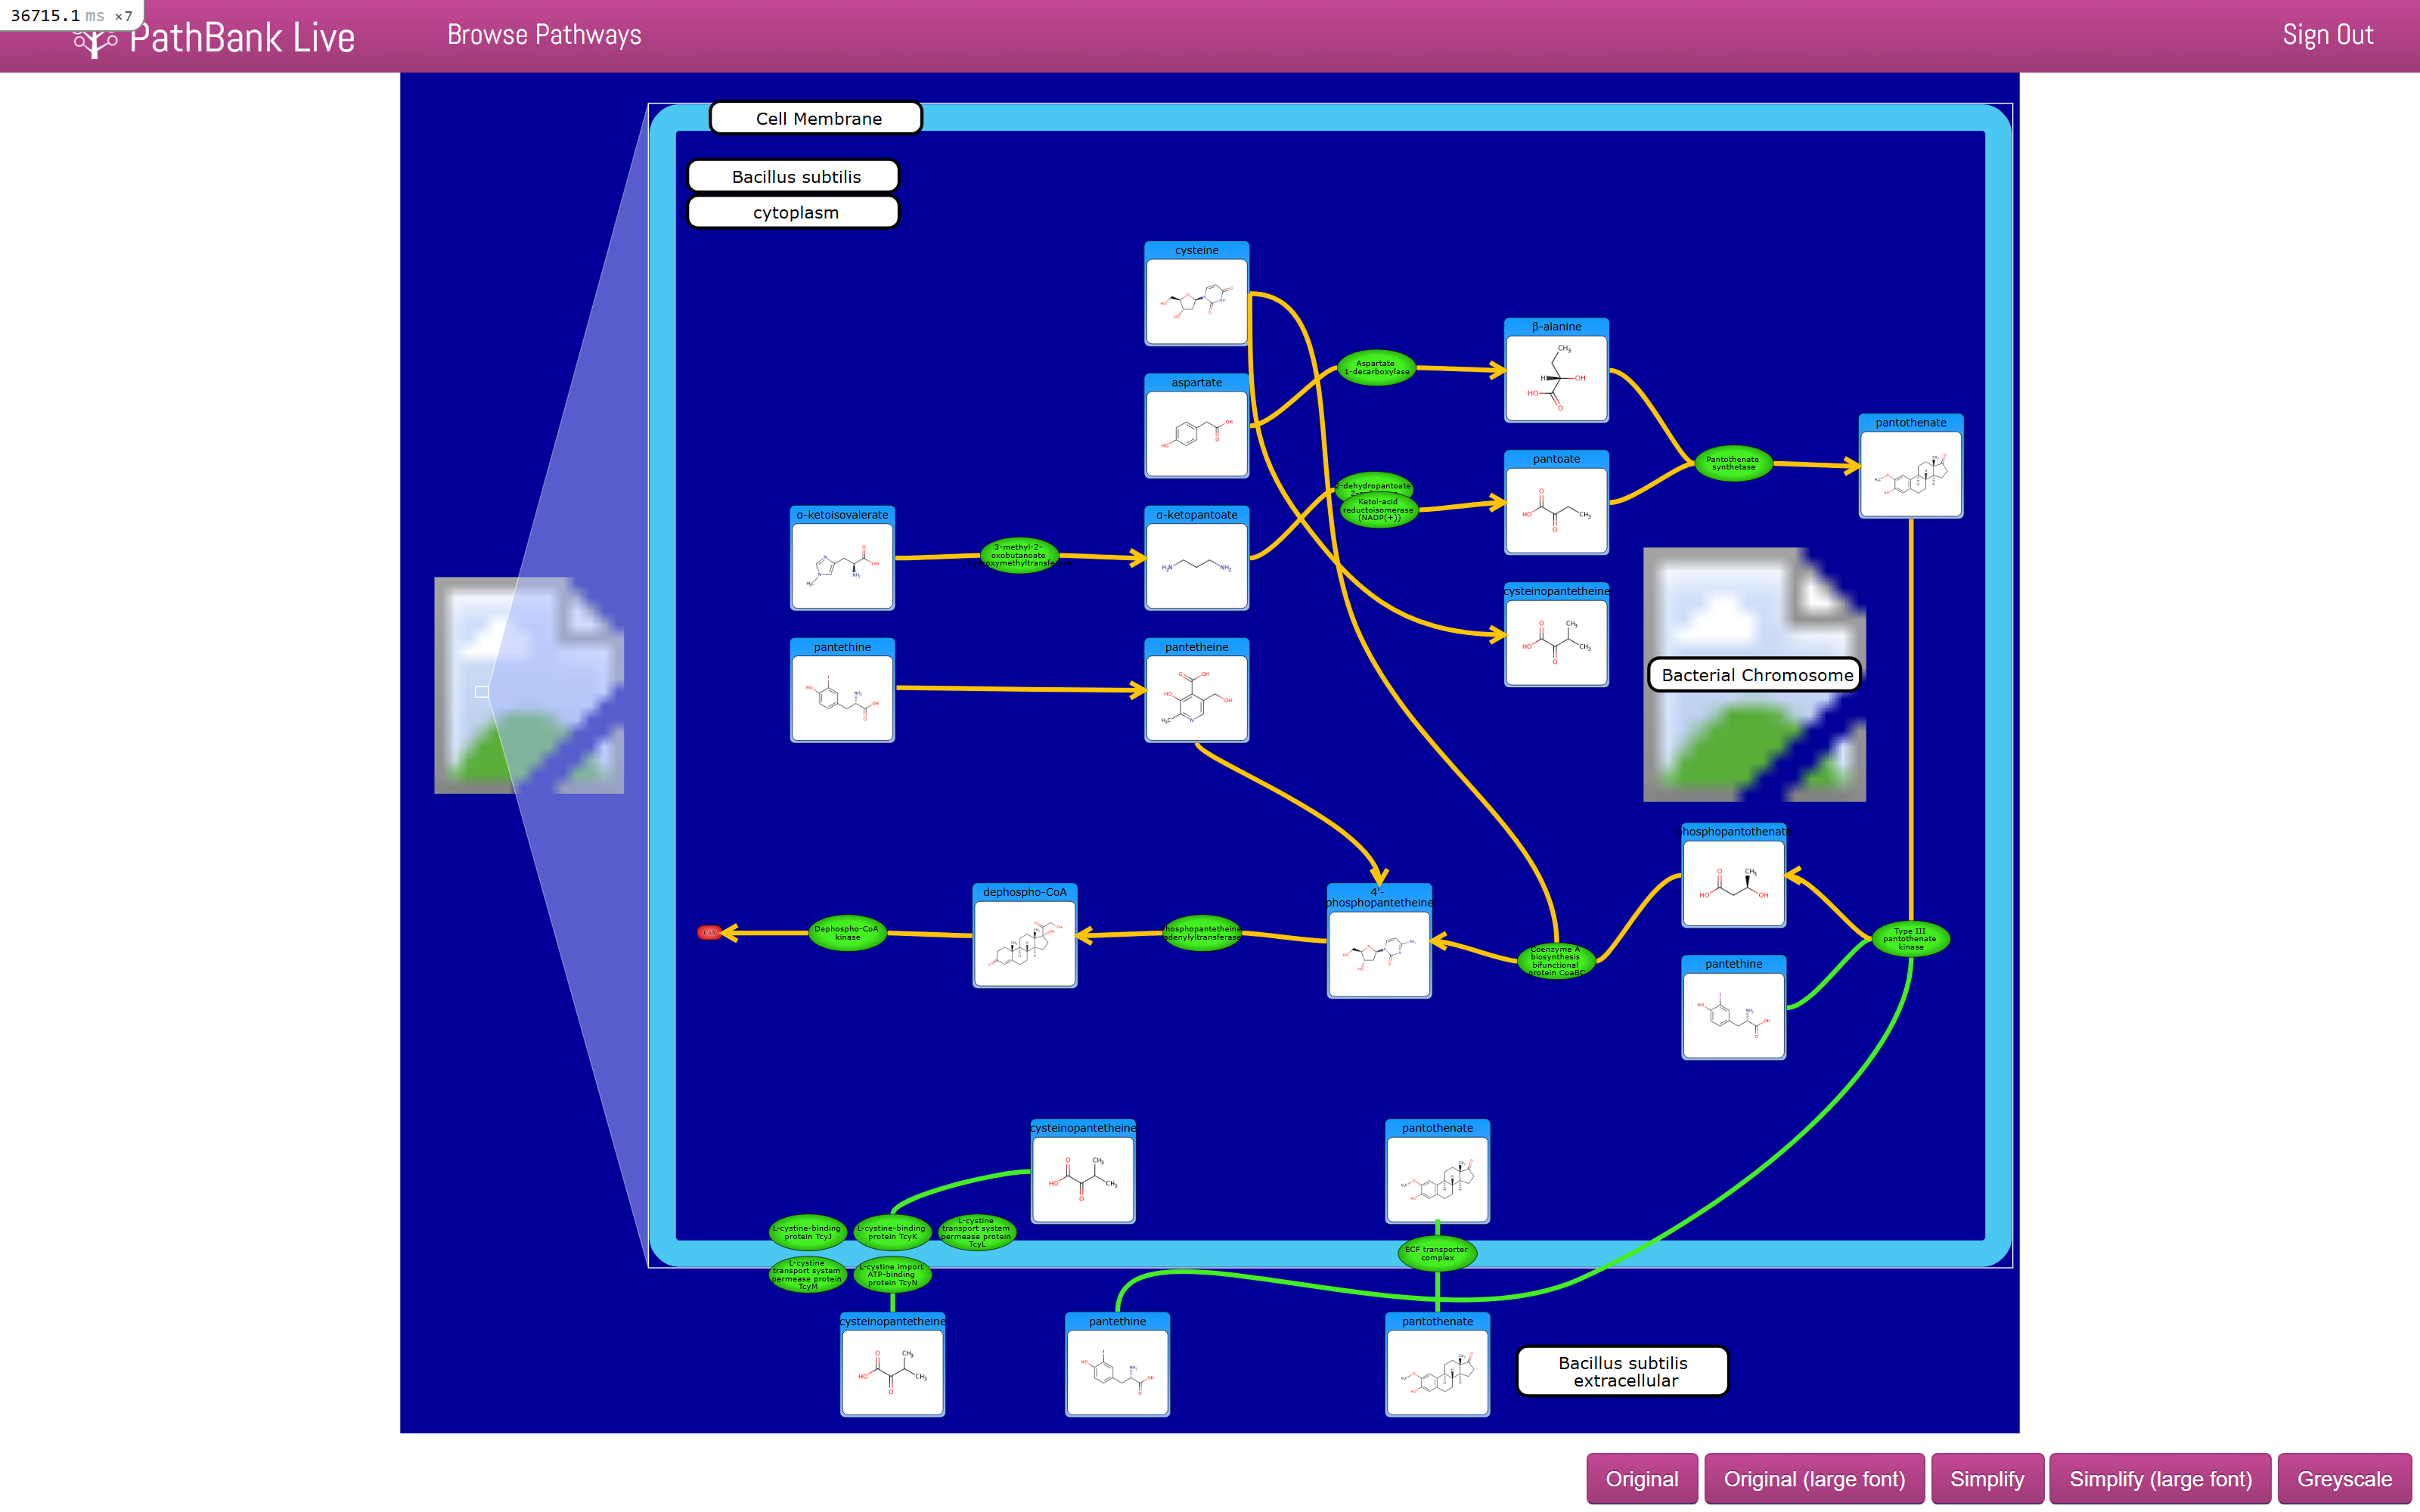 36715.1 ms ×7
PathBank Live
Browse Pathways
Sign Out
Cell Membrane
Bacillus subtilis
cytoplasm
cysteine
aspartate
Aspartate
1-decarboxylase
β-alanine
pantothenate
α-ketoisovalerate
3-methyl-2-
oxobutanoate
hydroxymethyltransferase
α-ketopantoate
2-dehydropantoate
Ketol-acid
reductoisomerase
(NADP(+))
pantoate
Pantothenate
synthetase
cysteinopantetheine
pantethine
pantetheine
Bacterial Chromosome
phosphopantothenate
dephospho-CoA
4'-
phosphopantetheine
Dephospho-CoA
kinase
phosphopantetheine
adenylyltransferase
Coenzyme A
biosynthesis
bifunctional
protein CoaBC
Type III
pantothenate
kinase
pantethine
cysteinopantetheine
pantothenate
L-cystine-binding
protein TcyJ
L-cystine-binding
protein TcyK
L-cystine
transport system
permease protein
TcyL
L-cystine
transport system
permease protein
TcyM
L-cystine import
ATP-binding
protein TcyN
ECF transporter
complex
cysteinopantetheine
pantethine
pantothenate
Bacillus subtilis
extracellular
Original
Original (large font)
Simplify
Simplify (large font)
Greyscale